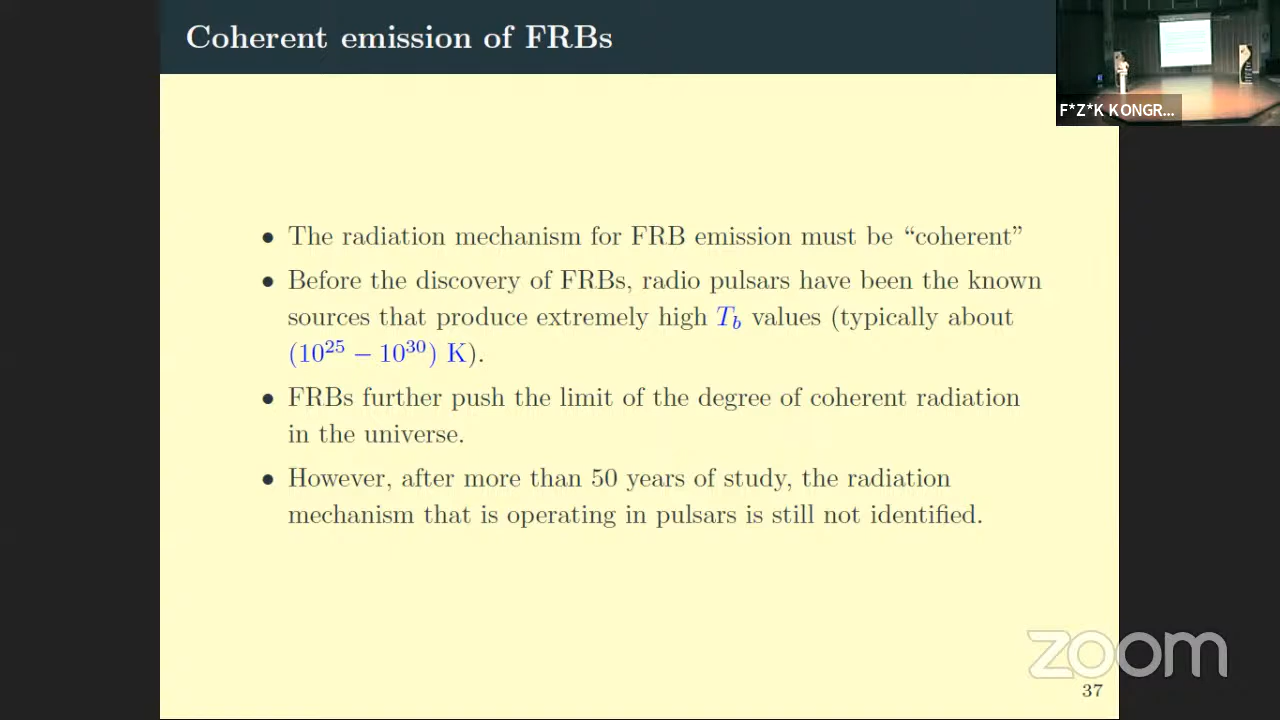 Coherent emission of FRBs
F*Z*K KONGR...
• The radiation mechanism for FRB emission must be “coherent”
• Before the discovery of FRBs, radio pulsars have been the known
sources that produce extremely high T_b values (typically about
(10^25 − 10^30) K).
• FRBs further push the limit of the degree of coherent radiation
in the universe.
• However, after more than 50 years of study, the radiation
mechanism that is operating in pulsars is still not identified.
zoom
37